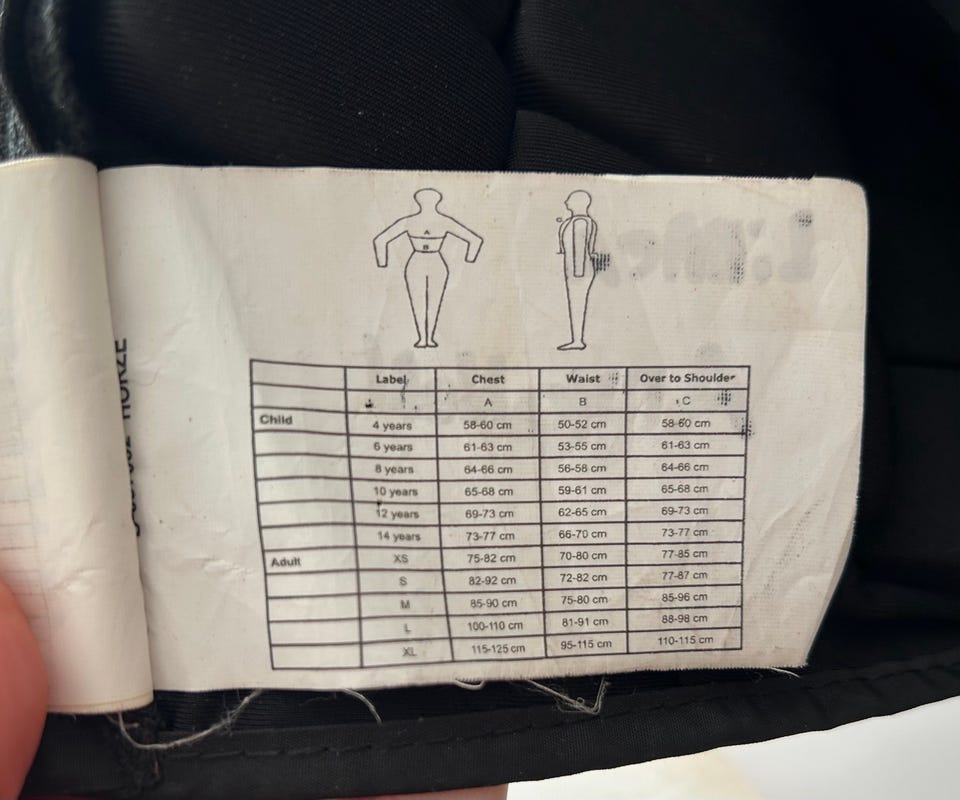 A
B
C
HORZE
Label Chest Waist Over to Shoulder
A B C
Child 4 years 58-60 cm 50-52 cm 58-60 cm
6 years 61-63 cm 53-55 cm 61-63 cm
8 years 64-66 cm 56-58 cm 64-66 cm
10 years 65-68 cm 59-61 cm 65-68 cm
12 years 69-73 cm 62-65 cm 69-73 cm
14 years 73-77 cm 66-70 cm 73-77 cm
Adult XS 75-82 cm 70-80 cm 77-85 cm
S 82-92 cm 72-82 cm 77-87 cm
M 85-90 cm 75-80 cm 85-96 cm
L 100-110 cm 81-91 cm 88-98 cm
XL 115-125 cm 95-115 cm 110-115 cm